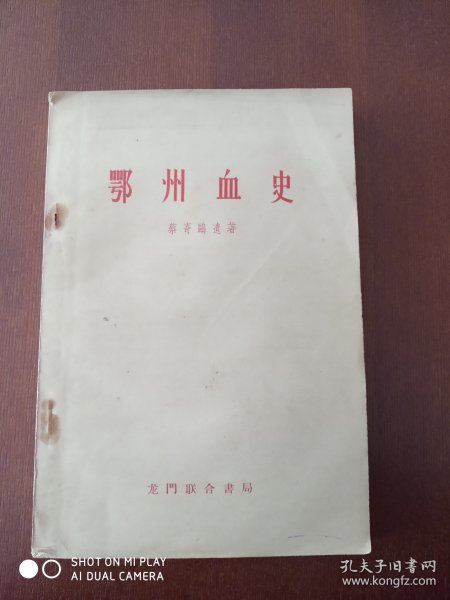 鄂州血史
蔡寄鷗遺著
龙門联合書局
SHOT ON MI PLAY
AI DUAL CAMERA
孔夫子旧书网
www.kongfz.com